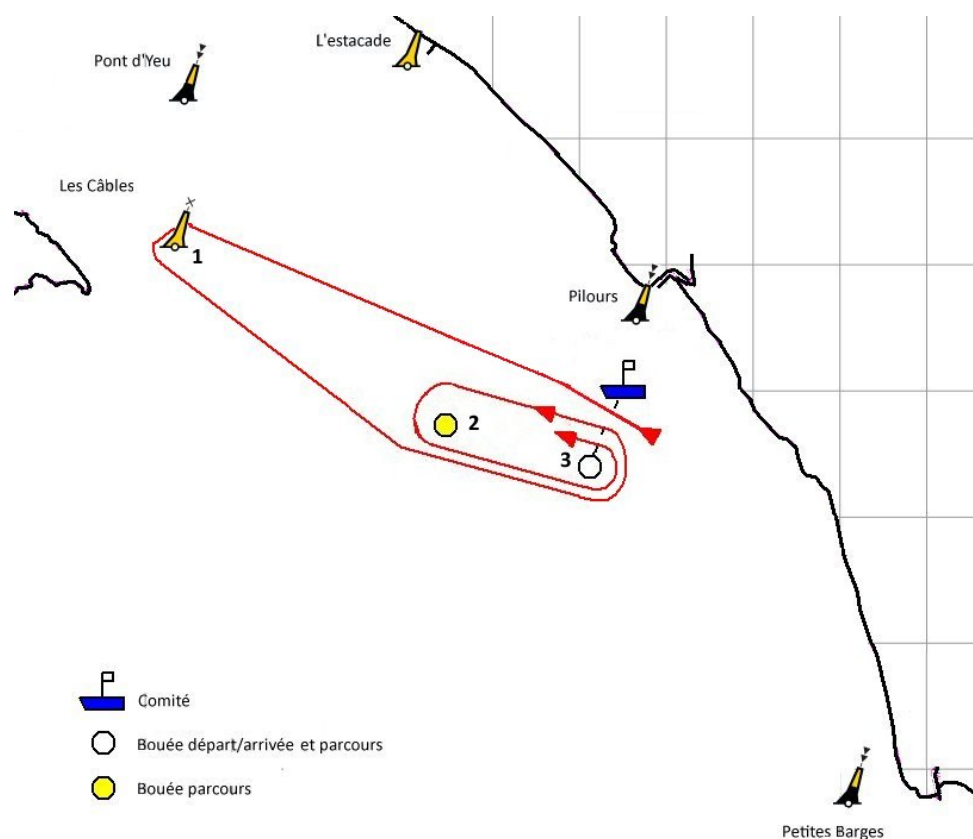 L'estacade
Pont d'Yeu
Les Câbles
1
Pilours
2
3
Comité
Bouée départ/arrivée et parcours
Bouée parcours
Petites Barges